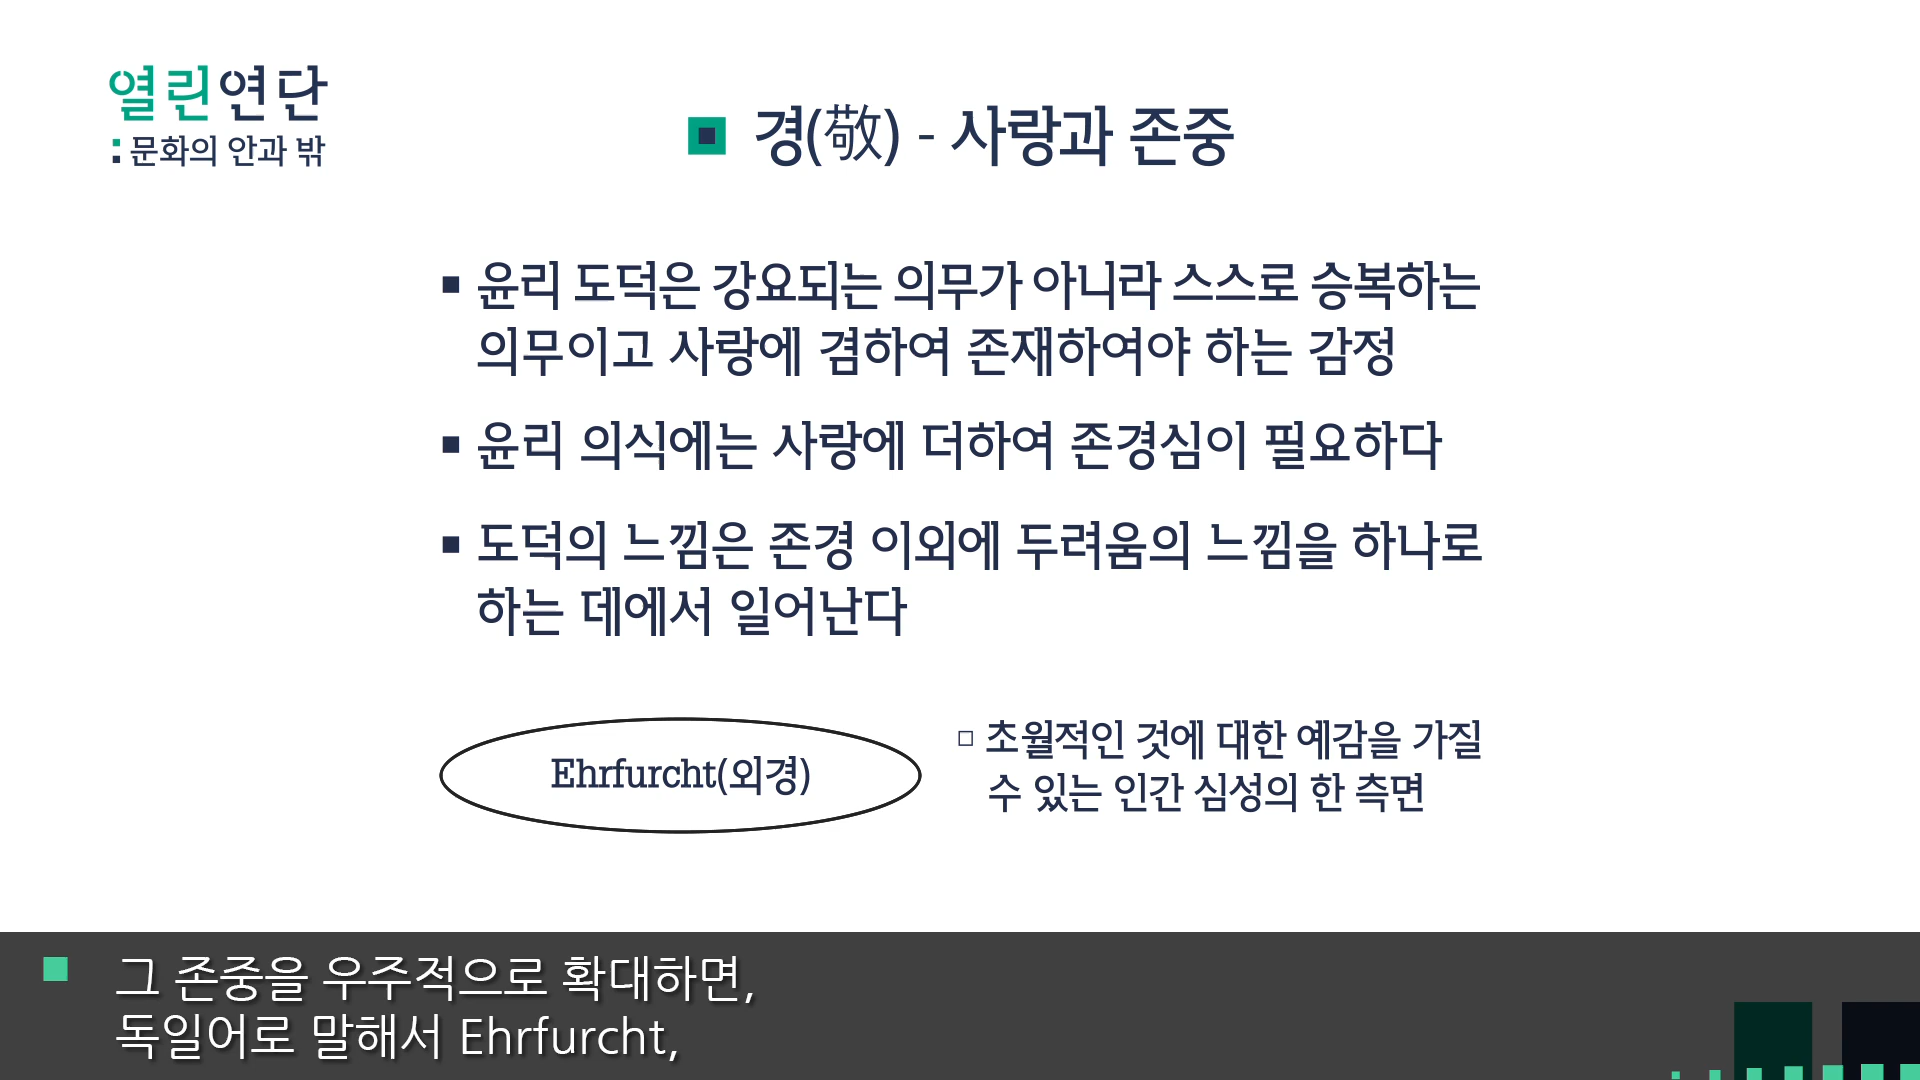 열린연단
: 문화의 안과 밖
경(敬) - 사랑과 존중
윤리 도덕은 강요되는 의무가 아니라 스스로 승복하는
의무이고 사랑에 겸하여 존재하여야 하는 감정
윤리 의식에는 사랑에 더하여 존경심이 필요하다
도덕의 느낌은 존경 이외에 두려움의 느낌을 하나로
하는 데에서 일어난다
Ehrfurcht(외경)
초월적인 것에 대한 예감을 가질
수 있는 인간 심성의 한 측면
그 존중을 우주적으로 확대하면,
독일어로 말해서 Ehrfurcht,